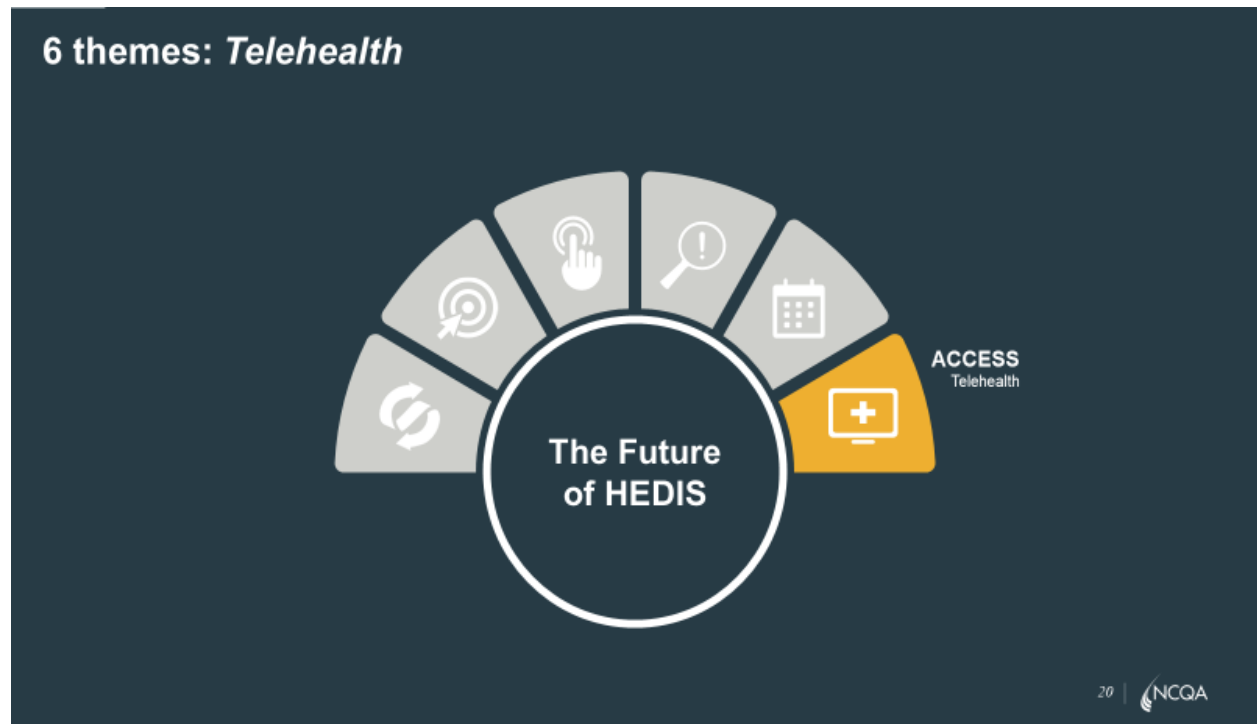 6 themes: Telehealth
ACCESS
Telehealth
The Future
of HEDIS
20 | NCQA